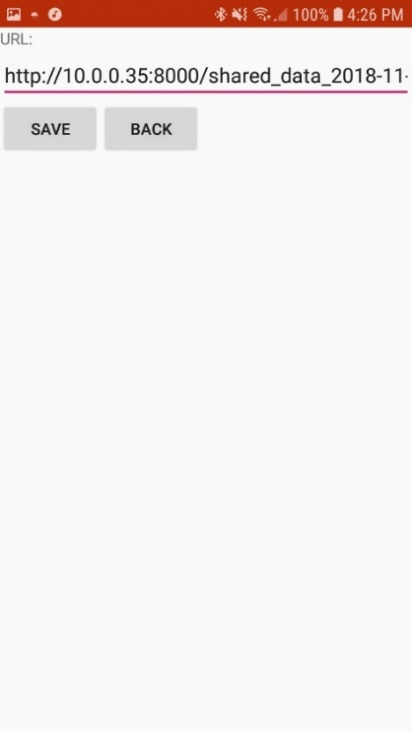 100% 4:26 PM
URL:
http://10.0.0.35:8000/shared_data_2018-11-
SAVE BACK